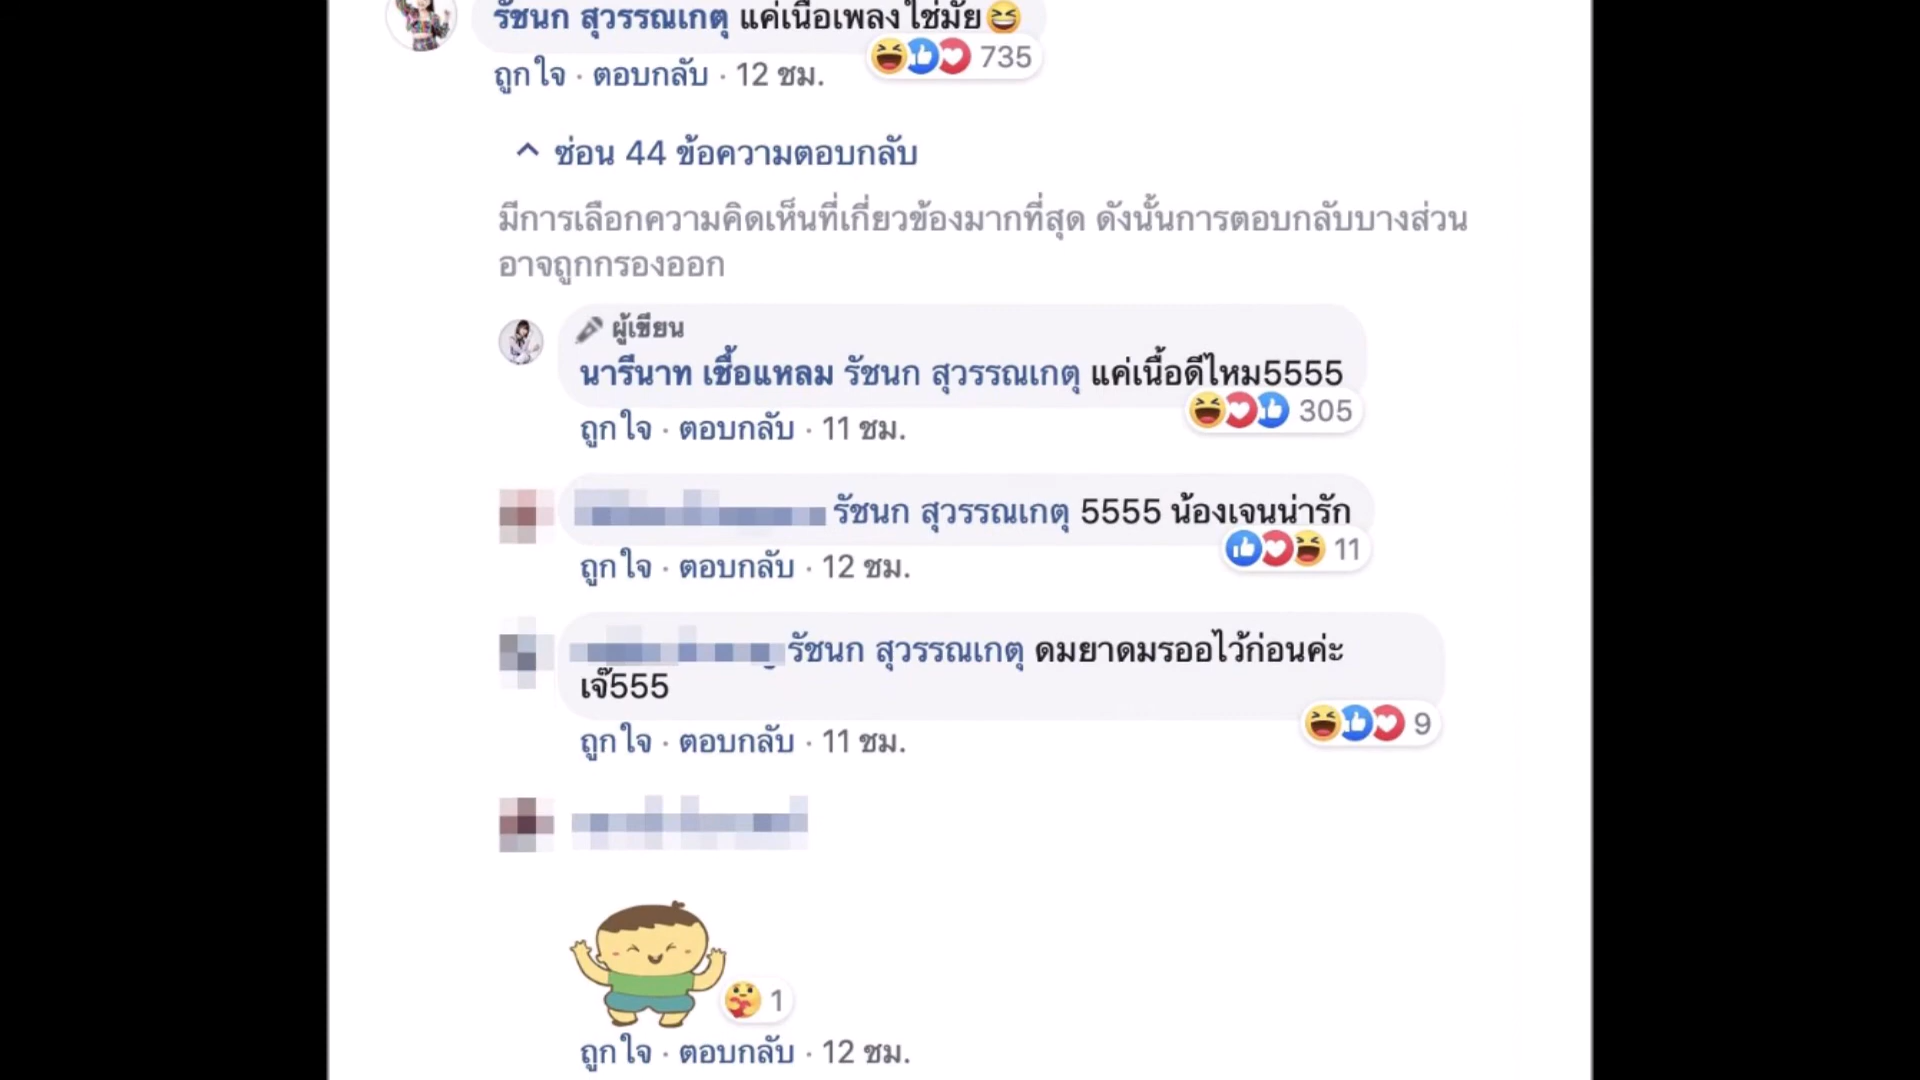 รัชนก สุวรรณเกตุ แค่เนื้อเพลงใช่มั้ย
735
ถูกใจ · ตอบกลับ · 12 ชม.
ซ่อน 44 ข้อความตอบกลับ
มีการเลือกความคิดเห็นที่เกี่ยวข้องมากที่สุด ดังนั้นการตอบกลับบางส่วน
อาจถูกกรองออก
ผู้เขียน
นารีนาท เชื้อแหลม รัชนก สุวรรณเกตุ แค่เนื้อดีไหม5555
305
ถูกใจ · ตอบกลับ · 11 ชม.
รัชนก สุวรรณเกตุ 5555 น้องเจนน่ารัก
11
ถูกใจ · ตอบกลับ · 12 ชม.
รัชนก สุวรรณเกตุ ดมยาดมรออไว้ก่อนค่ะ
เจ๊555
9
ถูกใจ · ตอบกลับ · 11 ชม.
1
ถูกใจ · ตอบกลับ · 12 ชม.